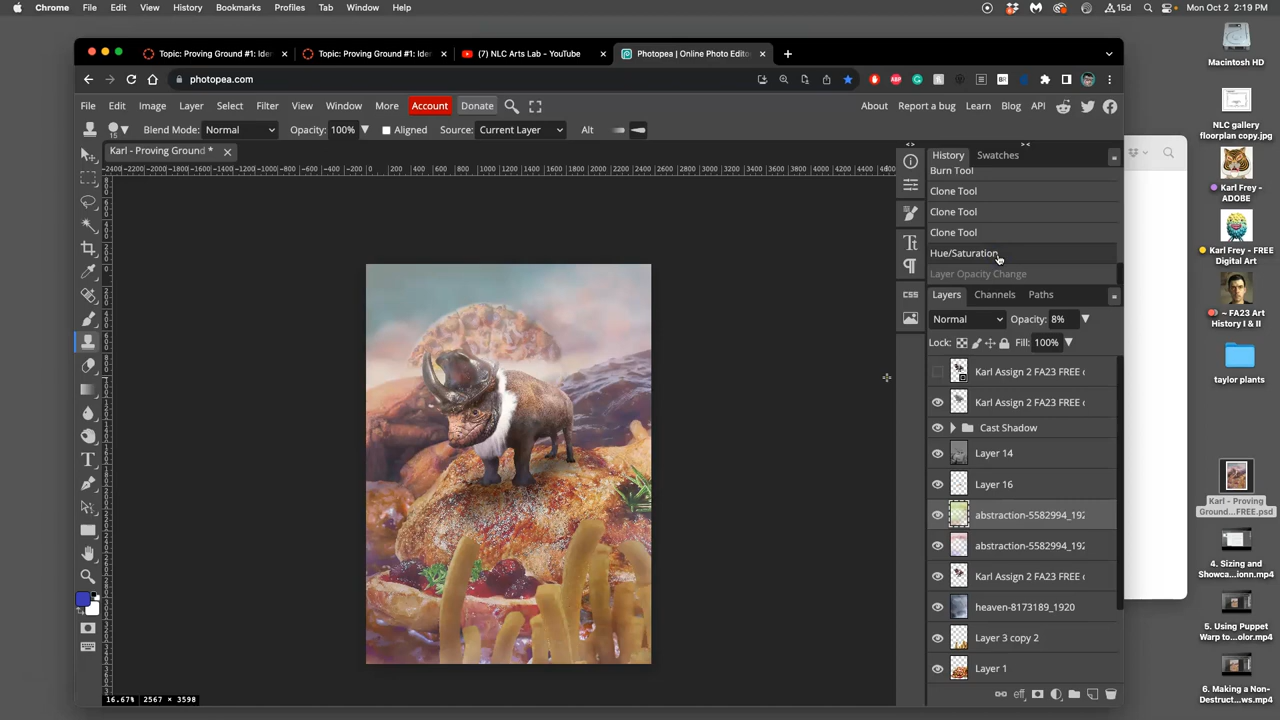 Chrome File Edit View History Bookmarks Profiles Tab Window Help 15d Mon Oct 2 2:19 PM
Topic: Proving Ground #1: Ide Topic: Proving Ground #1: Ide (7) NLC Arts Lab - YouTube Photopea | Online Photo Edito
photopea.com
File Edit Image Layer Select Filter View Window More Account Donate About Report a bug Learn Blog API
15 Blend Mode: Normal Opacity: 100% Aligned Source: Current Layer Alt
Karl - Proving Ground *
History Swatches
Burn Tool
Clone Tool
Clone Tool
Clone Tool
Hue/Saturation
Layer Opacity Change
CSS
Layers Channels Paths
Normal Opacity: 8%
Lock: Fill: 100%
Karl Assign 2 FA23 FREE c
Karl Assign 2 FA23 FREE c
Cast Shadow
Layer 14
Layer 16
abstraction-5582994_192
abstraction-5582994_192
Karl Assign 2 FA23 FREE c
heaven-8173189_1920
Layer 3 copy 2
Layer 1
eff
16.67% 2567 × 3598
Macintosh HD
NLC gallery
floorplan copy.jpg
Karl Frey -
ADOBE
Karl Frey - FREE
Digital Art
~ FA23 Art
History I & II
taylor plants
Karl - Proving
Ground...FREE.psd
4. Sizing and
Showca...ionn.mp4
5. Using Puppet
Warp to...olor.mp4
6. Making a Non-
Destruct...ws.mp4